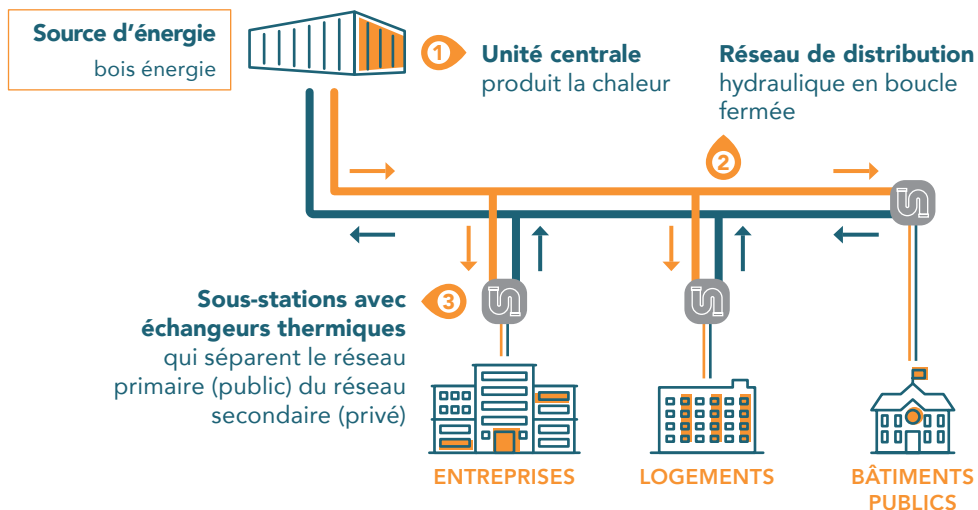 Source d'énergie
bois énergie
1
Unité centrale
produit la chaleur
Réseau de distribution
hydraulique en boucle
fermée
2
3
Sous-stations avec
échangeurs thermiques
qui séparent le réseau
primaire (public) du réseau
secondaire (privé)
ENTREPRISES
LOGEMENTS
BÂTIMENTS
PUBLICS